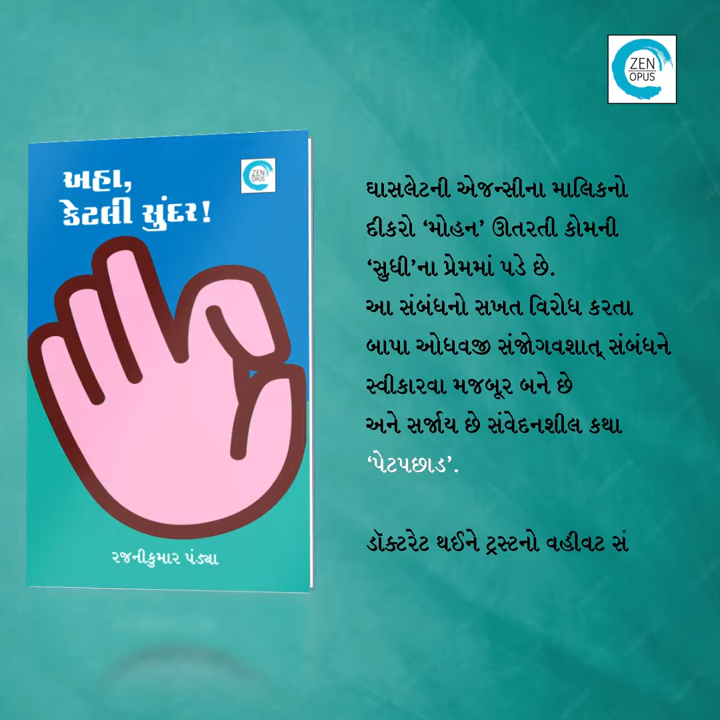 ZEN
OPUS
અહા,
કેટલી સુંદર!
ZEN
OPUS
રજનીકુમાર પંડ્યા
ઘાસલેટની એજન્સીના માલિકનો
દીકરો ‘મોહન’ ઊતરતી કોમની
‘સુધી’ના પ્રેમમાં પડે છે.
આ સંબંધનો સખત વિરોધ કરતા
બાપા ઓધવજી સંજોગવશાત્ સંબંધને
સ્વીકારવા મજબૂર બને છે
અને સર્જાય છે સંવેદનશીલ કથા
‘પેટપછાડ’.
ડૉક્ટરેટ થઈને ટ્રસ્ટનો વહીવટ સં